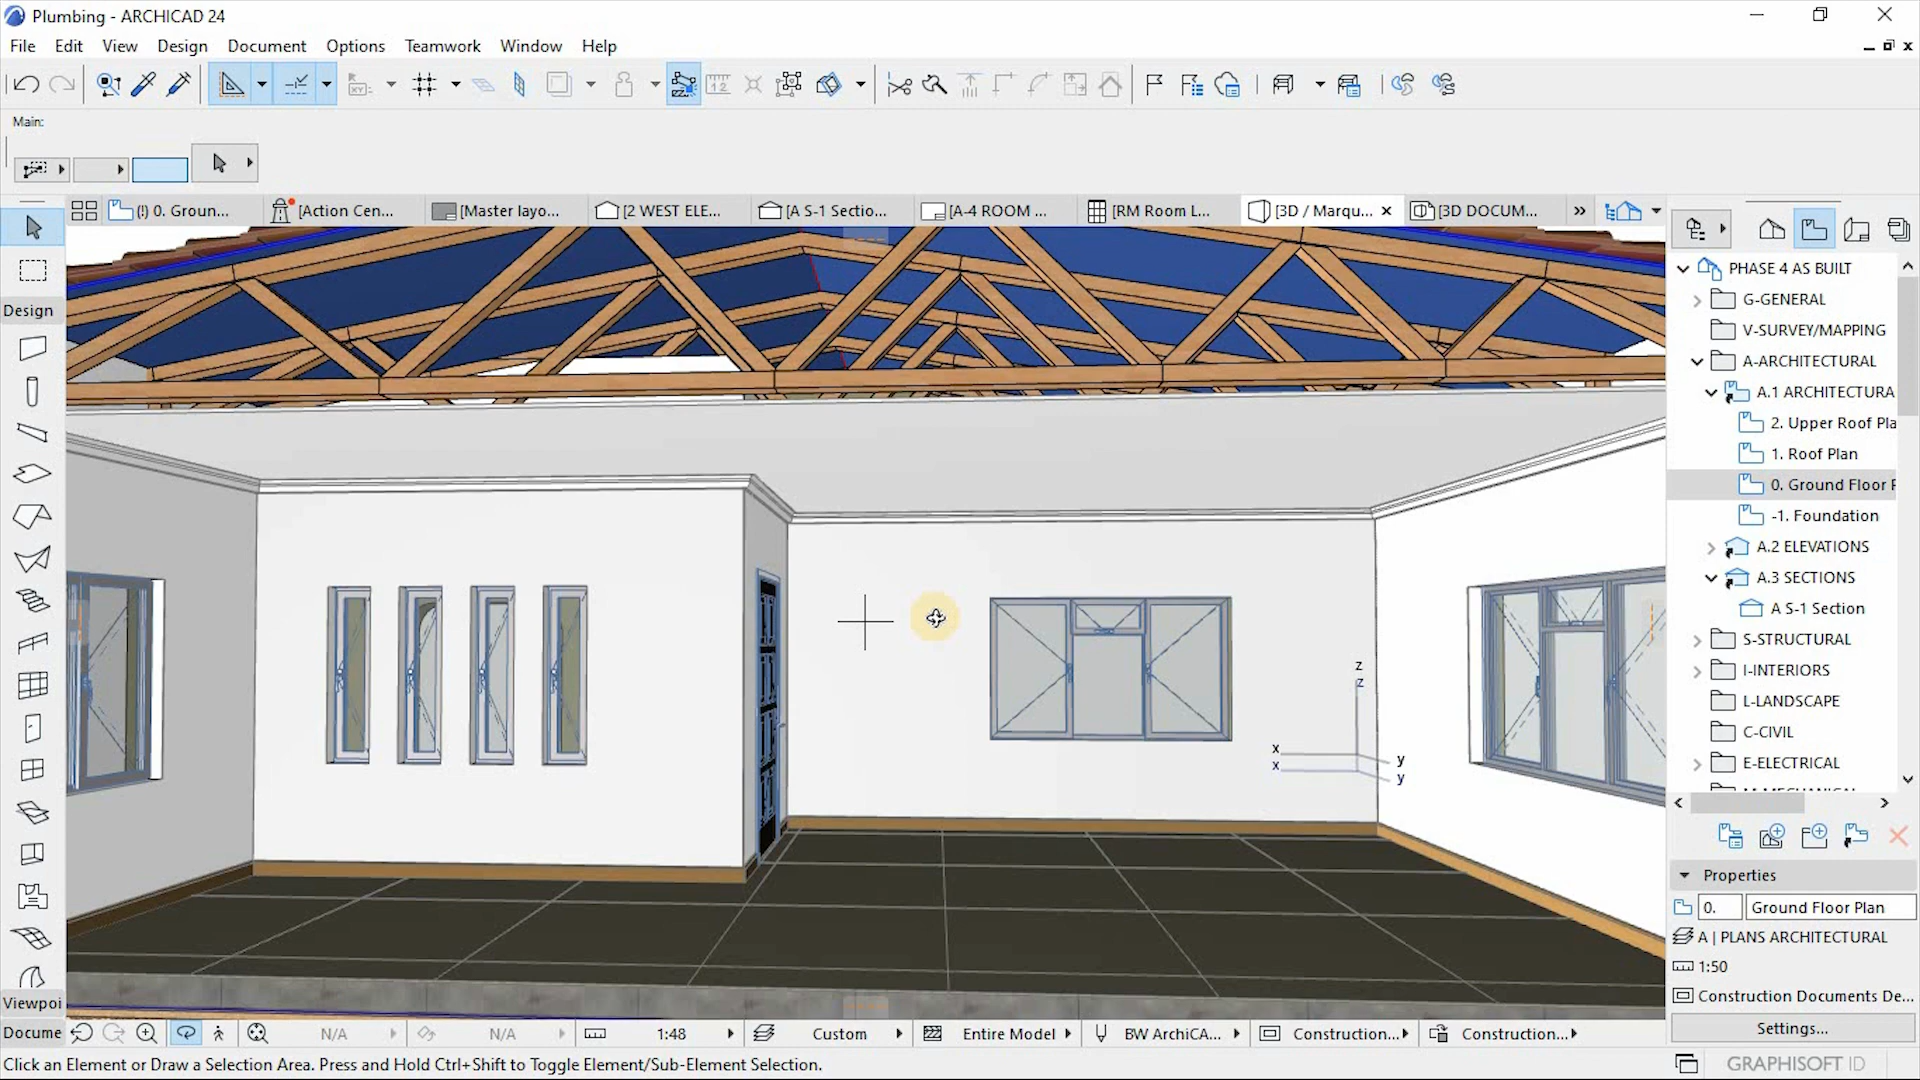 Plumbing - ARCHICAD 24
File Edit View Design Document Options Teamwork Window Help
Main:
(!) 0. Groun...
[Action Cen...
[Master layo...
[2 WEST ELE...
[A S-1 Sectio...
[A-4 ROOM ...
[RM Room L...
[3D / Marqu...
[3D DOCUM...
Design
PHASE 4 AS BUILT
G-GENERAL
V-SURVEY/MAPPING
A-ARCHITECTURAL
A.1 ARCHITECTURA
2. Upper Roof Pla
1. Roof Plan
0. Ground Floor P
-1. Foundation
A.2 ELEVATIONS
A.3 SECTIONS
A S-1 Section
S-STRUCTURAL
I-INTERIORS
L-LANDSCAPE
C-CIVIL
E-ELECTRICAL
z
z
x
x
y
y
Properties
0. Ground Floor Plan
A | PLANS ARCHITECTURAL
1:50
Construction Documents De...
Settings...
Viewpoi
Docume
N/A
N/A
1:48
Custom
Entire Model
BW ArchiCA...
Construction...
Construction...
Click an Element or Draw a Selection Area. Press and Hold Ctrl+Shift to Toggle Element/Sub-Element Selection.
GRAPHISOFT ID